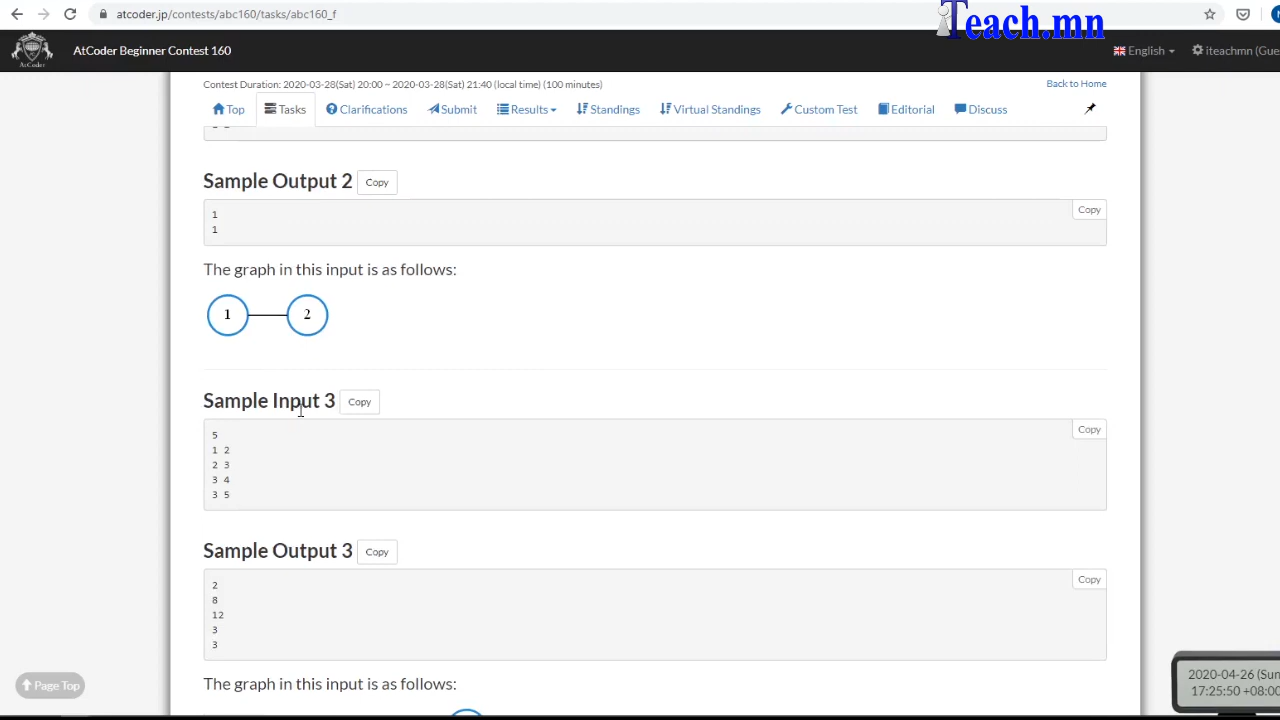 atcoder.jp/contests/abc160/tasks/abc160_f
Teach.mn
AtCoder
AtCoder Beginner Contest 160
English
iteachmn (Gue
Contest Duration: 2020-03-28(Sat) 20:00 ~ 2020-03-28(Sat) 21:40 (local time) (100 minutes)
Back to Home
Top
Tasks
Clarifications
Submit
Results
Standings
Virtual Standings
Custom Test
Editorial
Discuss
Sample Output 2
Copy
Copy
1
1
The graph in this input is as follows:
1
2
Sample Input 3
Copy
Copy
5
1 2
2 3
3 4
3 5
Sample Output 3
Copy
Copy
2
8
12
3
3
The graph in this input is as follows:
Page Top
2020-04-26 (Sun
17:25:50 +08:00